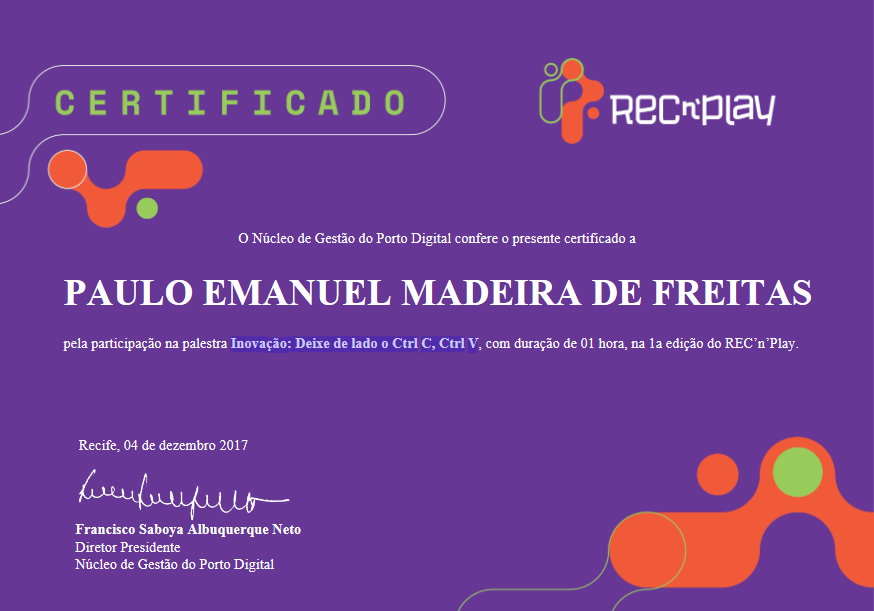 CERTIFICADO
REC'n'Play
O Núcleo de Gestão do Porto Digital confere o presente certificado a
PAULO EMANUEL MADEIRA DE FREITAS
pela participação na palestra Inovação: Deixe de lado o Ctrl C, Ctrl V, com duração de 01 hora, na 1a edição do REC’n’Play.
Recife, 04 de dezembro 2017
Francisco Saboya Albuquerque Neto
Diretor Presidente
Núcleo de Gestão do Porto Digital